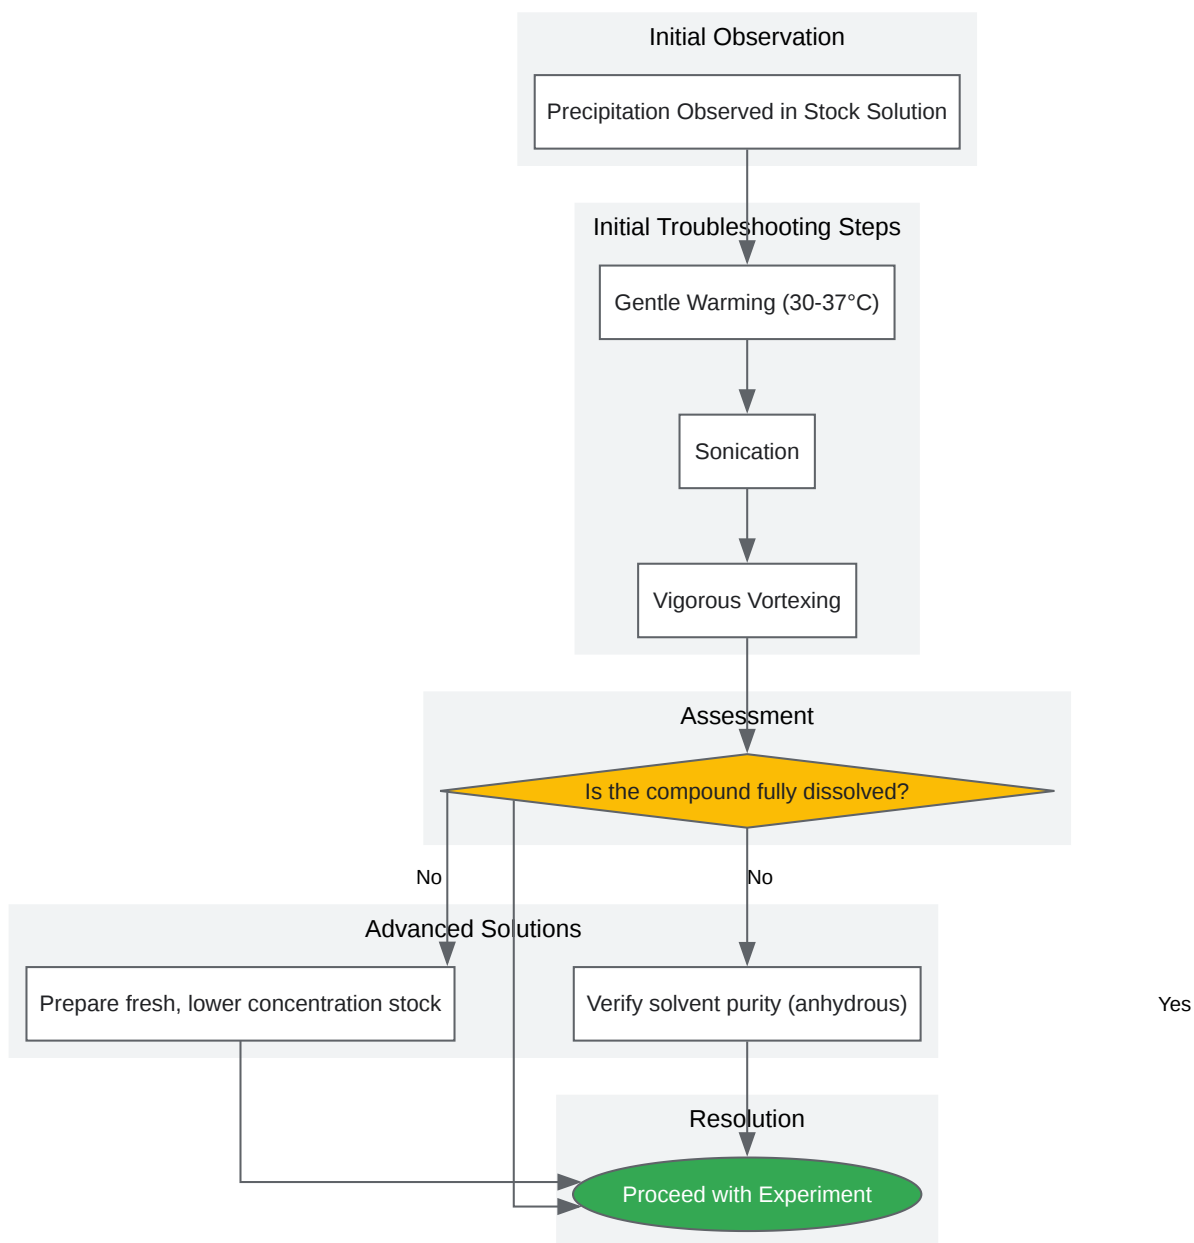 Initial Observation
Precipitation Observed in Stock Solution
Initial Troubleshooting Steps
Gentle Warming (30-37°C)
Sonication
Vigorous Vortexing
Assessment
Is the compound fully dissolved?
No
No
Advanced Solutions
Prepare fresh, lower concentration stock
Verify solvent purity (anhydrous)
Yes
Resolution
Proceed with Experiment